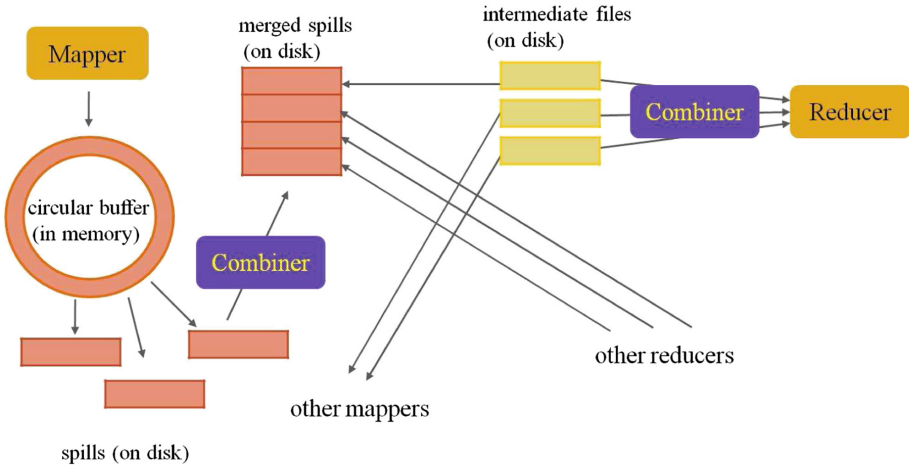 Mapper
merged spills
(on disk)
intermediate files
(on disk)
Combiner
Reducer
circular buffer
(in memory)
Combiner
other reducers
other mappers
spills (on disk)